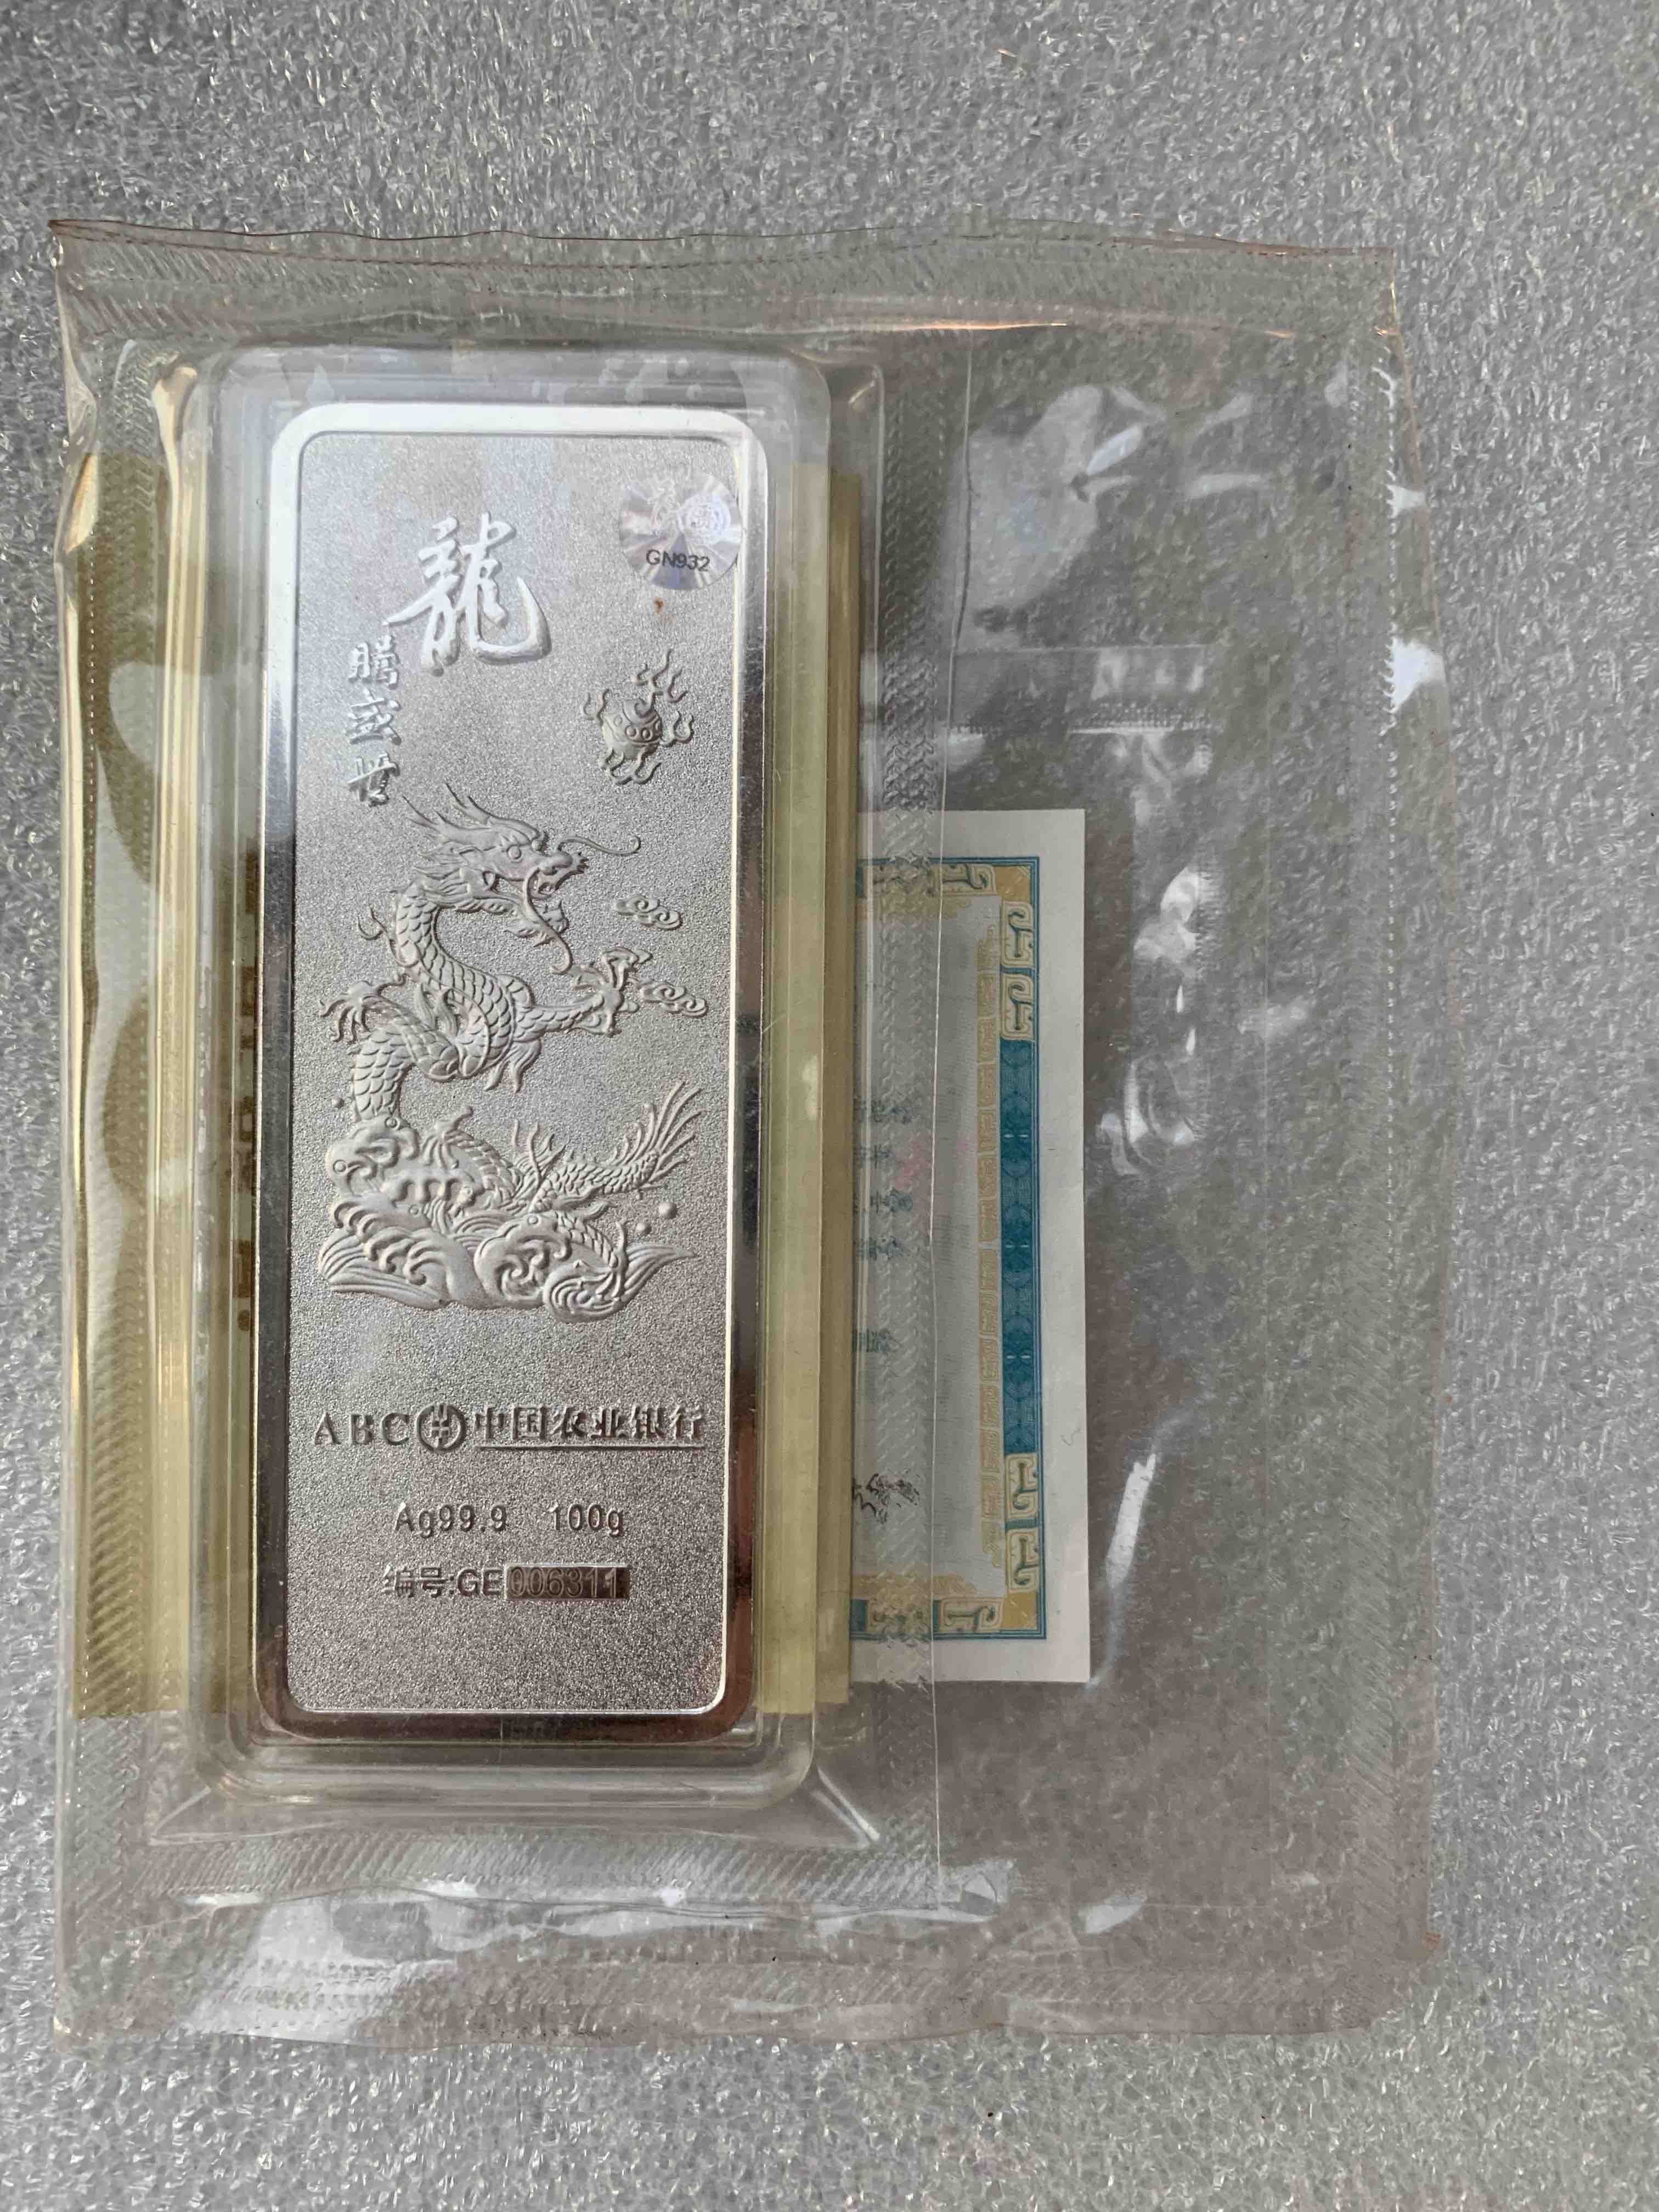 GN932
龍
騰盛世
ABC 中国农业银行
Ag99.9 100g
编号:GE 006311